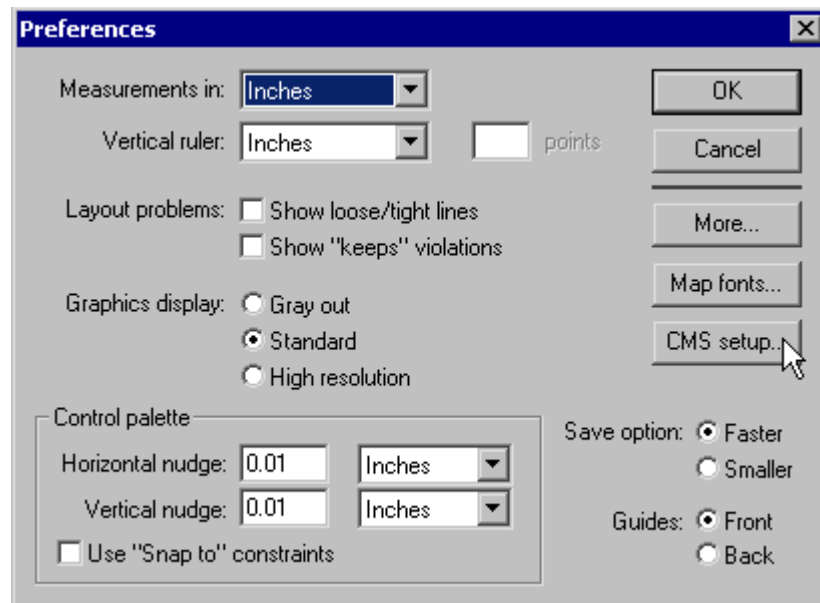 Preferences
Measurements in: Inches
OK
Vertical ruler: Inches points
Cancel
Layout problems: Show loose/tight lines
More...
Show "keeps" violations
Map fonts...
Graphics display: Gray out
Standard
CMS setup...
High resolution
Control palette
Save option: Faster
Horizontal nudge: 0.01 Inches
Smaller
Vertical nudge: 0.01 Inches
Guides: Front
Use "Snap to" constraints
Back